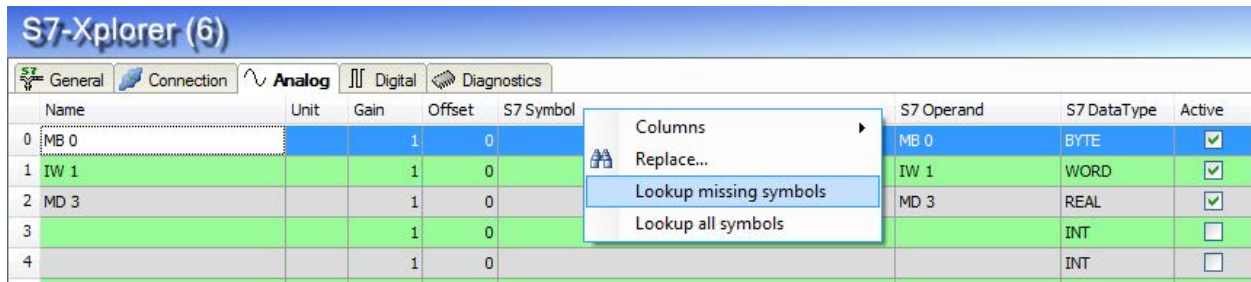 S7-Xplorer (6)
S7 General Connection Analog Digital Diagnostics
Name Unit Gain Offset S7 Symbol S7 Operand S7 DataType Active
Columns
0 MB 0 1 0 MB 0 BYTE
Replace...
1 IW 1 1 0 IW 1 WORD
Lookup missing symbols
2 MD 3 1 0 MD 3 REAL
Lookup all symbols
3 1 0 INT
4 1 0 INT